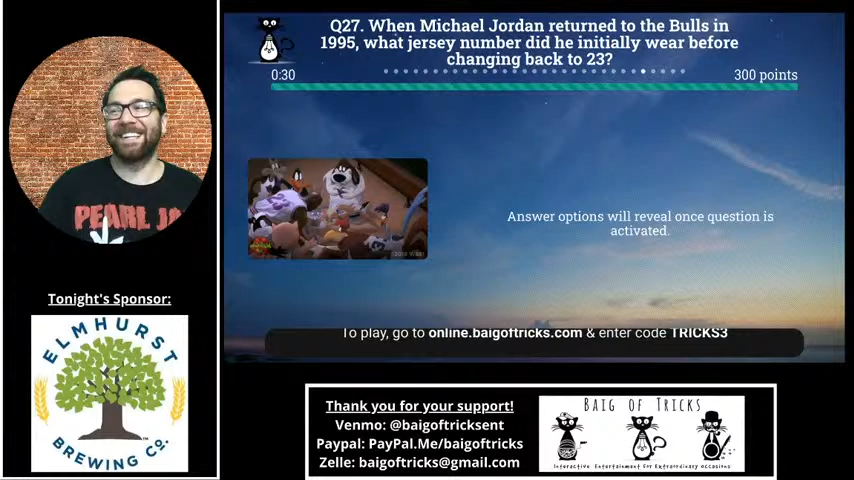 Q27. When Michael Jordan returned to the Bulls in
1995, what jersey number did he initially wear before
changing back to 23?
0:30
300 points
PEARL JA
Answer options will reveal once question is
activated.
To play, go to online.baigoftricks.com & enter code TRICKS3
Tonight's Sponsor:
ELMHURST
BREWING CO.
Thank you for your support!
Venmo: @baigoftricksent
Paypal: PayPal.Me/baigoftricks
Zelle: baigoftricks@gmail.com
BAIG OF TRICKS
Interactive Entertainment for Extraordinary Occasions